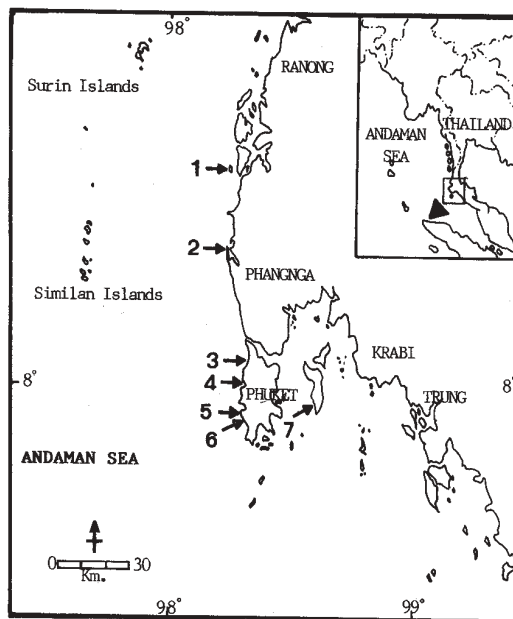 98°
RANONG
Surin Islands
ANDAMAN
SEA
THAILAND
1
2
PHANGNGA
Similan Islands
3
KRABI
8°
4
8°
PHUKET
TRUNG
5
6
7
ANDAMAN SEA
0 30
Km.
98°
99°